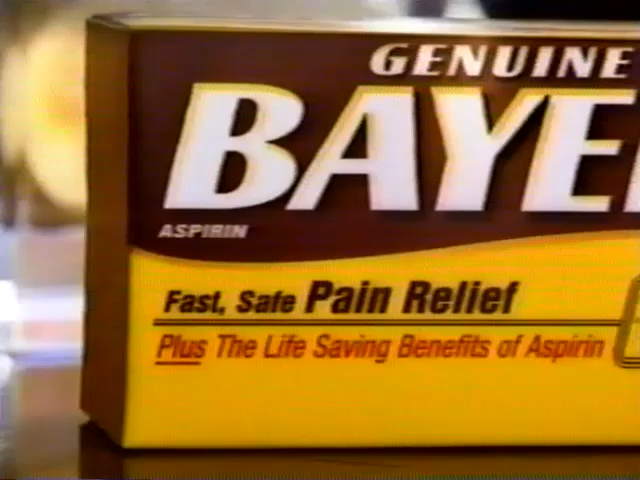 GENUINE
BAYE
ASPIRIN
Fast, Safe Pain Relief
Plus The Life Saving Benefits of Aspirin